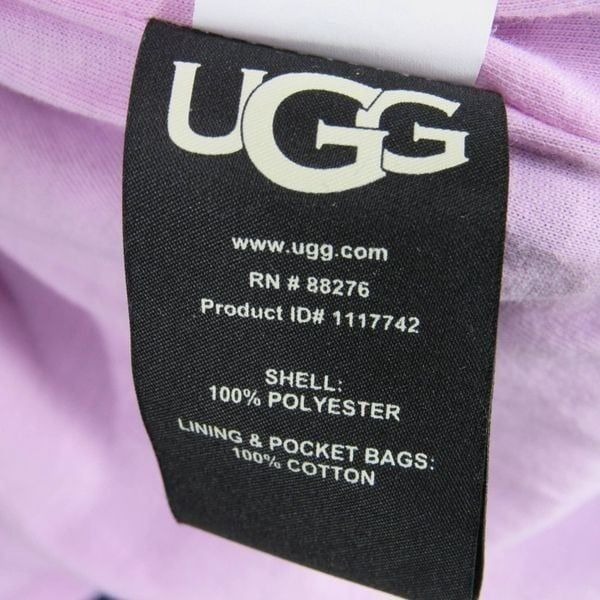 UGG
www.ugg.com
RN # 88276
Product ID# 1117742
SHELL:
100% POLYESTER
LINING & POCKET BAGS:
100% COTTON